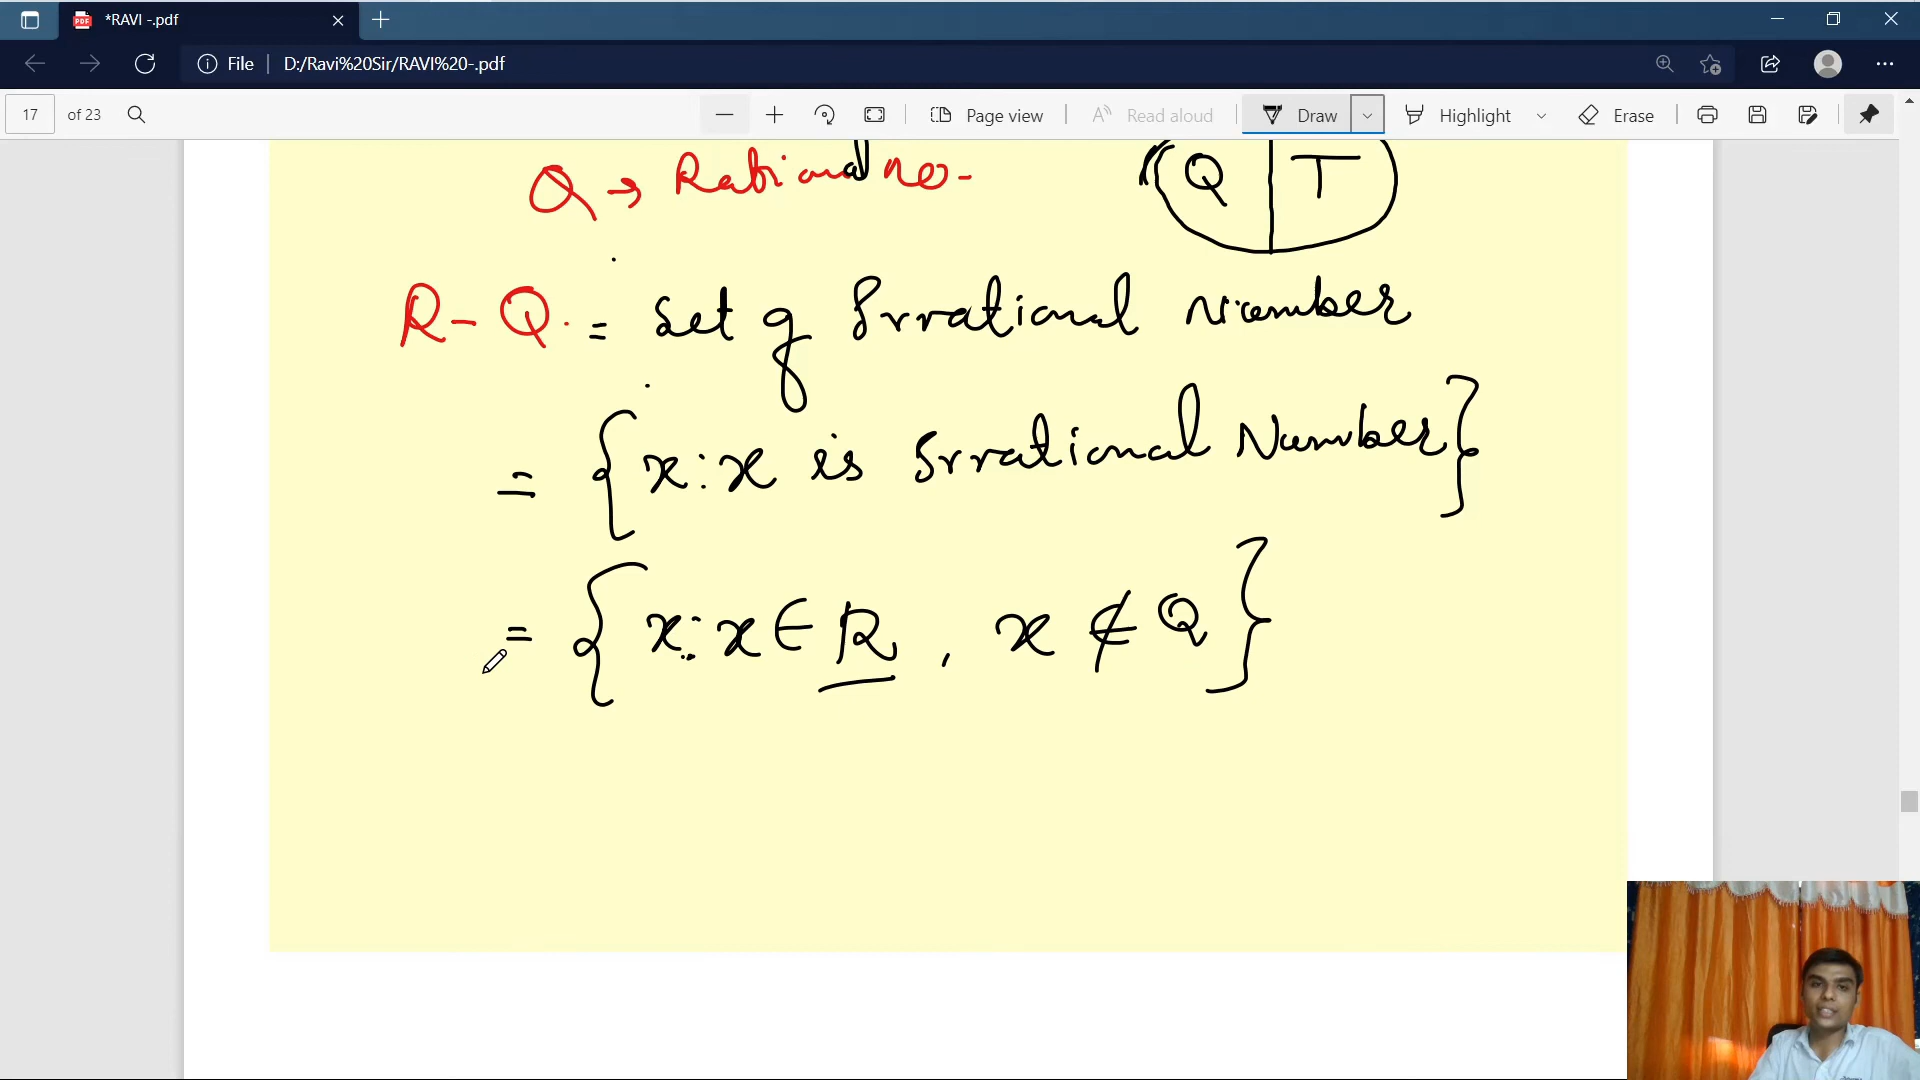 *RAVI -.pdf
File D:/Ravi%20Sir/RAVI%20-.pdf
17 of 23 Page view Read aloud Draw Highlight Erase
Q → Rational no.
Q T
R - Q = Set of Irrational Number
= {x : x is Irrational Number}
= {x : x ∈ R , x ∉ Q}